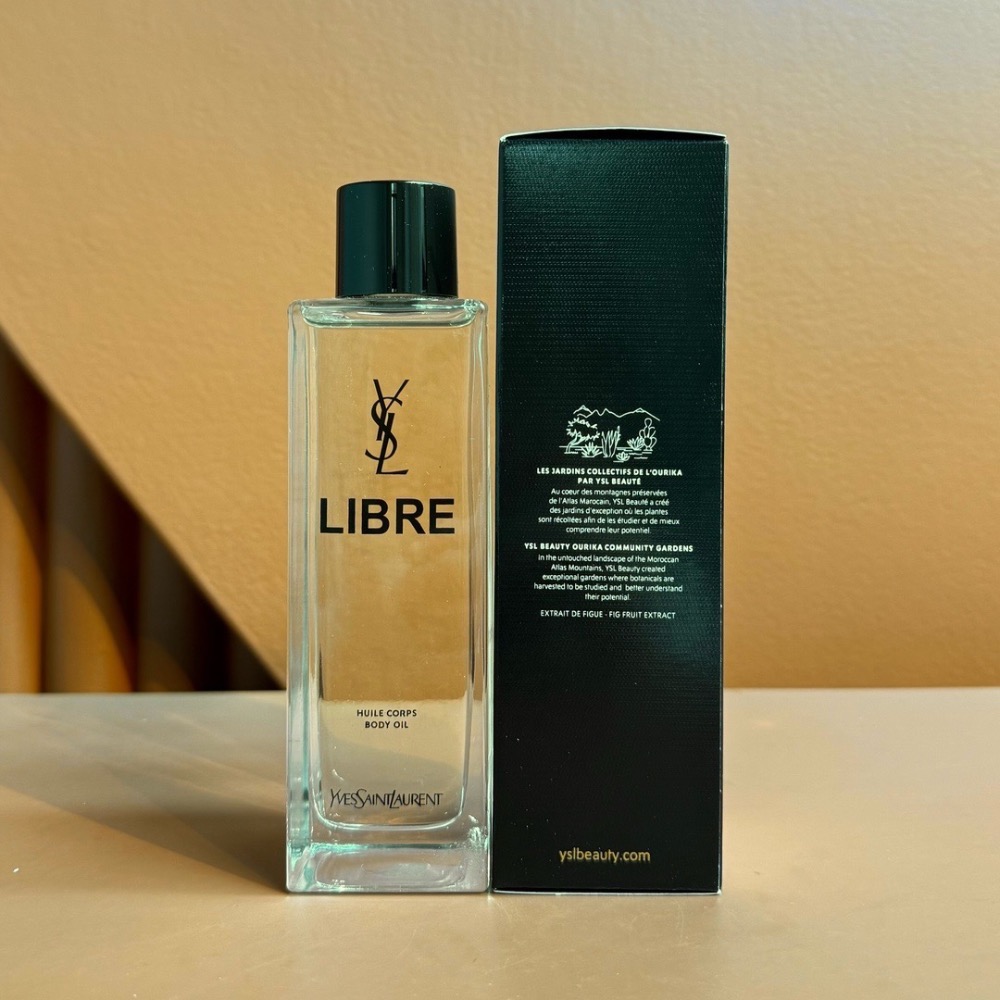 YSL
LIBRE
HUILE CORPS
BODY OIL
YVESSAINTLAURENT
LES JARDINS COLLECTIFS DE L'OURIKA
PAR YSL BEAUTÉ
Au coeur des montagnes préservées
de l'Atlas Marocain, YSL Beauté a créé
des jardins d'exception où les plantes
sont récoltées afin de les étudier et de mieux
comprendre leur potentiel.
YSL BEAUTY OURIKA COMMUNITY GARDENS
In the untouched landscape of the Moroccan
Atlas Mountains, YSL Beauty created
exceptional gardens where botanicals are
harvested to be studied and better understand
their potential.
EXTRAIT DE FIGUE - FIG FRUIT EXTRACT
yslbeauty.com